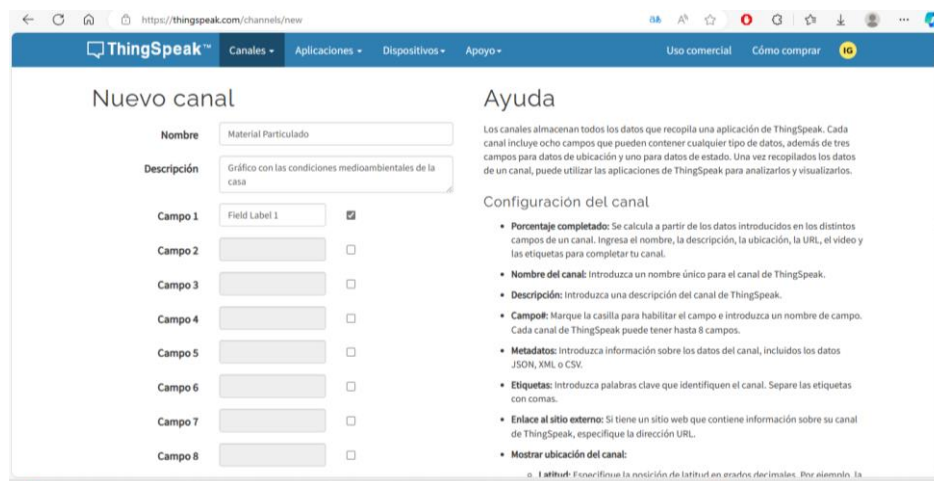 https://thingspeak.com/channels/new
ThingSpeak™ Canales Aplicaciones Dispositivos Apoyo Uso comercial Cómo comprar IG
Nuevo canal
Nombre Material Particulado
Descripción Gráfico con las condiciones medioambientales de la
casa
Campo 1 Field Label 1
Campo 2
Campo 3
Campo 4
Campo 5
Campo 6
Campo 7
Campo 8
Ayuda
Los canales almacenan todos los datos que recopila una aplicación de ThingSpeak. Cada
canal incluye ocho campos que pueden contener cualquier tipo de datos, además de tres
campos para datos de ubicación y uno para datos de estado. Una vez recopilados los datos
de un canal, puede utilizar las aplicaciones de ThingSpeak para analizarlos y visualizarlos.
Configuración del canal
• Porcentaje completado: Se calcula a partir de los datos introducidos en los distintos
campos de un canal. Ingresa el nombre, la descripción, la ubicación, la URL, el video y
las etiquetas para completar tu canal.
• Nombre del canal: Introduzca un nombre único para el canal de ThingSpeak.
• Descripción: Introduzca una descripción del canal de ThingSpeak.
• Campo#: Marque la casilla para habilitar el campo e introduzca un nombre de campo.
Cada canal de ThingSpeak puede tener hasta 8 campos.
• Metadatos: Introduzca información sobre los datos del canal, incluidos los datos
JSON, XML o CSV.
• Etiquetas: Introduzca palabras clave que identifiquen el canal. Separe las etiquetas
con comas.
• Enlace al sitio externo: Si tiene un sitio web que contiene información sobre su canal
de ThingSpeak, especifique la dirección URL.
• Mostrar ubicación del canal:
Latitud: Especifique la posición de latitud en grados decimales. Por ejemplo, la